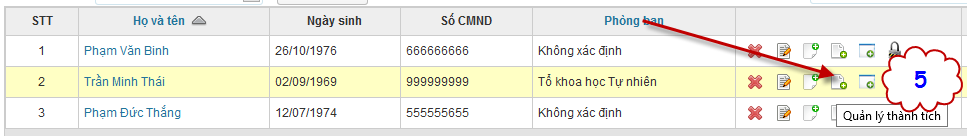 STT Họ và tên Ngày sinh Số CMND Phòng ban
1 Phạm Văn Bình 26/10/1976 666666666 Không xác định
2 Trần Minh Thái 02/09/1969 999999999 Tổ khoa học Tự nhiên
5
3 Phạm Đức Thắng 12/07/1974 555555655 Không xác định
Quản lý thành tích